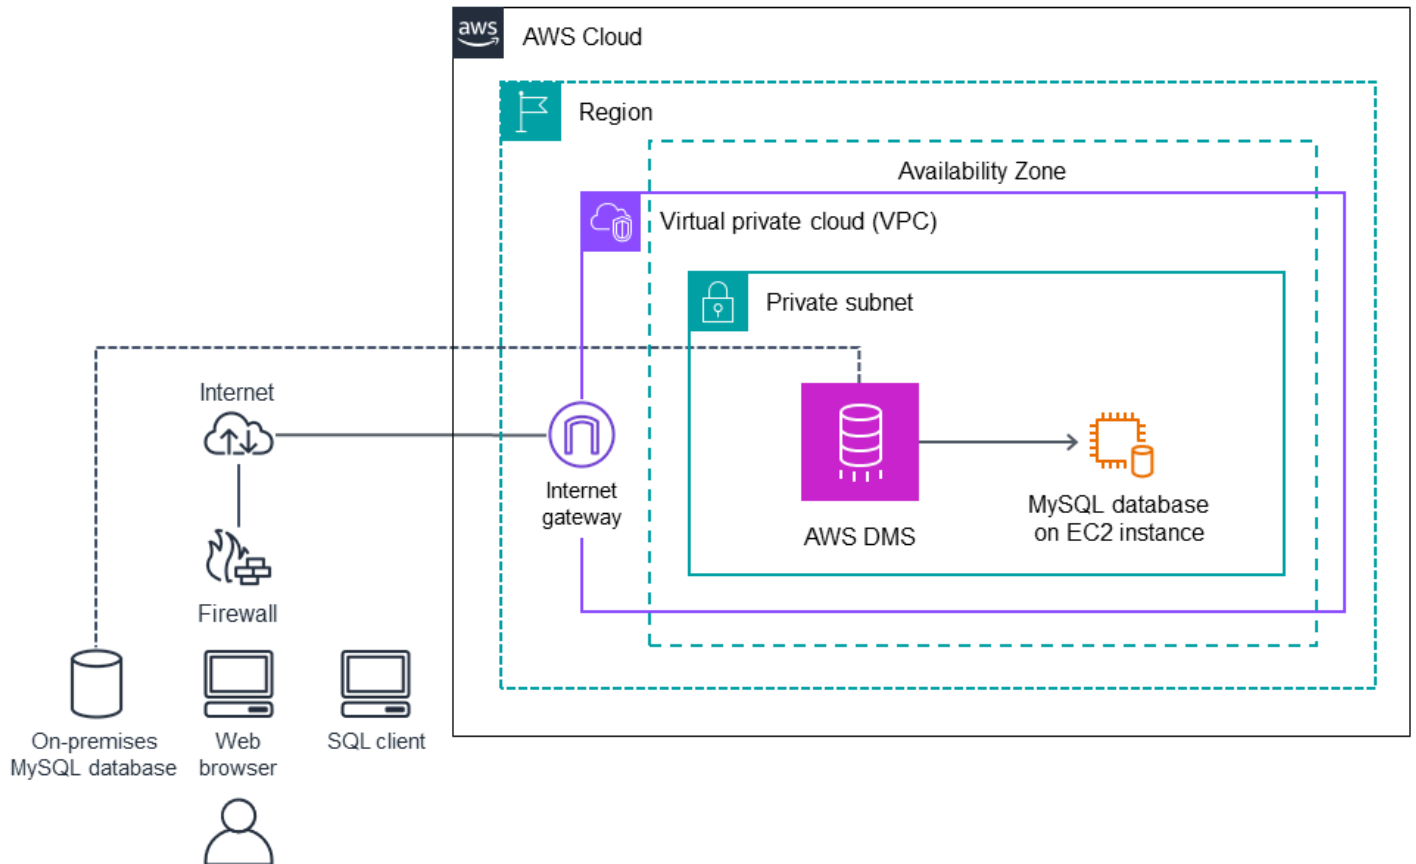 aws
AWS Cloud
Region
Availability Zone
Virtual private cloud (VPC)
Private subnet
Internet
Internet
gateway
AWS DMS
MySQL database
on EC2 instance
Firewall
On-premises
MySQL database
Web
browser
SQL client